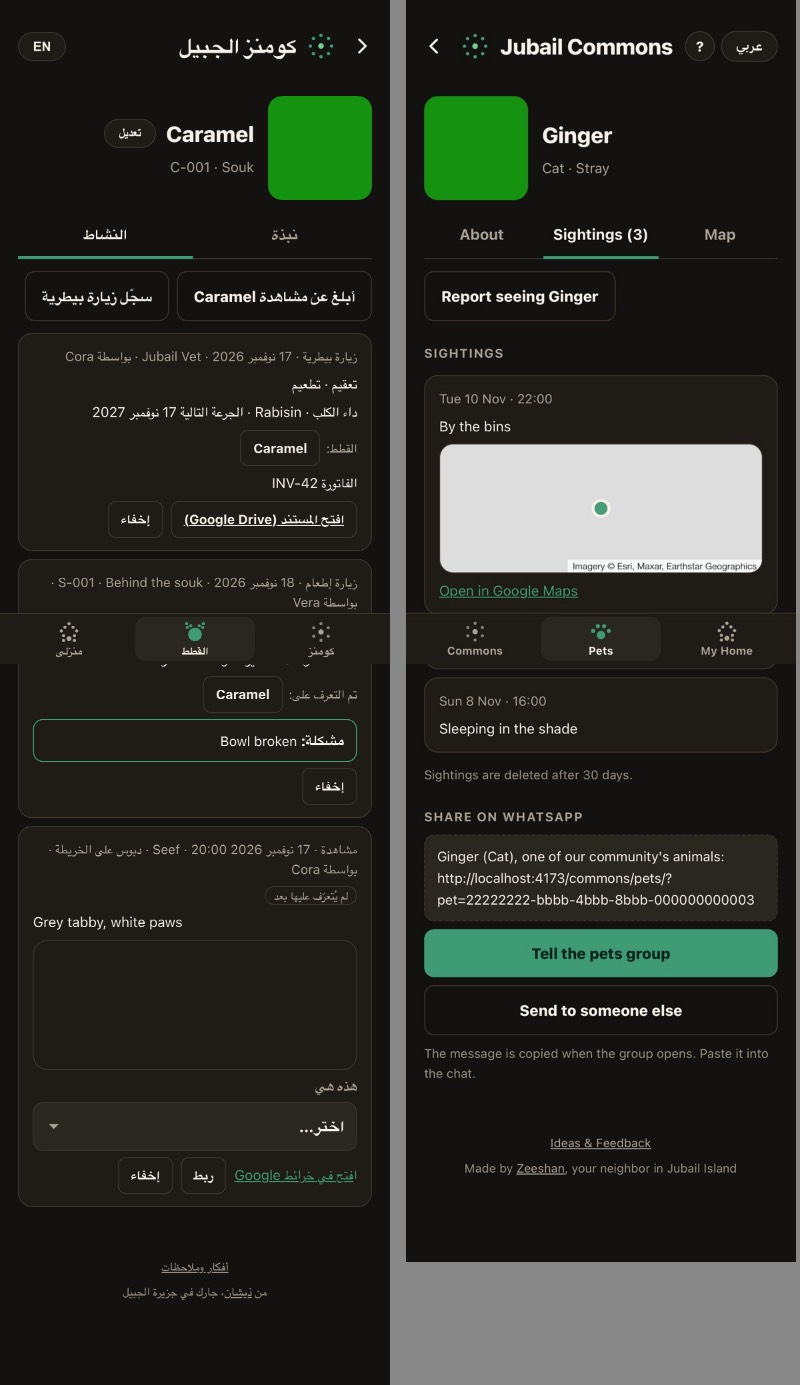 EN
كومنز الجبيل
Caramel
تعديل
C-001 · Souk
نبذة
النشاط
أبلغ عن مشاهدة Caramel
سجّل زيارة بيطرية
زيارة بيطرية · 17 نوفمبر 2026 · Jubail Vet · بواسطة Cora
تعقيم · تطعيم
داء الكلب · Rabisin · الجرعة التالية 17 نوفمبر 2027
القطط: Caramel
الفاتورة INV-42
افتح المستند (Google Drive)
إخفاء
زيارة إطعام · 18 نوفمبر 2026 · S-001 · Behind the souk ·
بواسطة Vera
كومنز
القطط
منزلي
تم التعرف على: Caramel
مشكلة: Bowl broken
إخفاء
مشاهدة · 17 نوفمبر 2026 20:00 · Seef · دبوس على الخريطة ·
بواسطة Cora
لم يُتعرّف عليها بعد
Grey tabby, white paws
هذه هي
اختر...
افتح في خرائط Google
ربط
إخفاء
أفكار وملاحظات
من ذيشان، جارك في جزيرة الجبيل
Jubail Commons
?
عربي
Ginger
Cat · Stray
About
Sightings (3)
Map
Report seeing Ginger
SIGHTINGS
Tue 10 Nov · 22:00
By the bins
Imagery © Esri, Maxar, Earthstar Geographics
Open in Google Maps
Commons
Pets
My Home
Sun 8 Nov · 16:00
Sleeping in the shade
Sightings are deleted after 30 days.
SHARE ON WHATSAPP
Ginger (Cat), one of our community's animals:
http://localhost:4173/commons/pets/?
pet=22222222-bbbb-4bbb-8bbb-000000000003
Tell the pets group
Send to someone else
The message is copied when the group opens. Paste it into
the chat.
Ideas & Feedback
Made by Zeeshan, your neighbor in Jubail Island